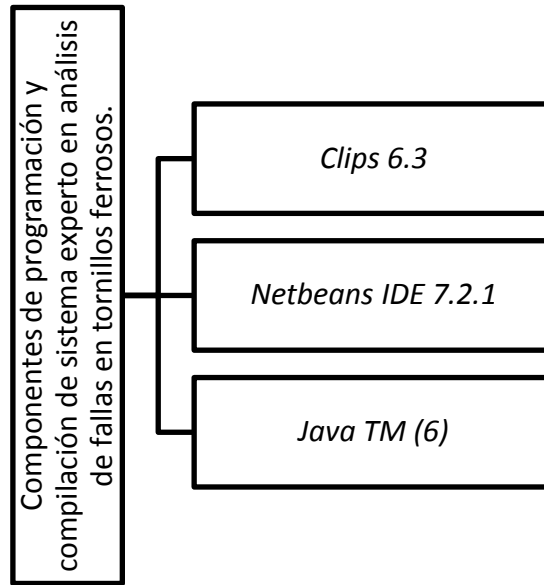 Componentes de programación y
compilación de sistema experto en análisis
de fallas en tornillos ferrosos.
Clips 6.3
Netbeans IDE 7.2.1
Java TM (6)